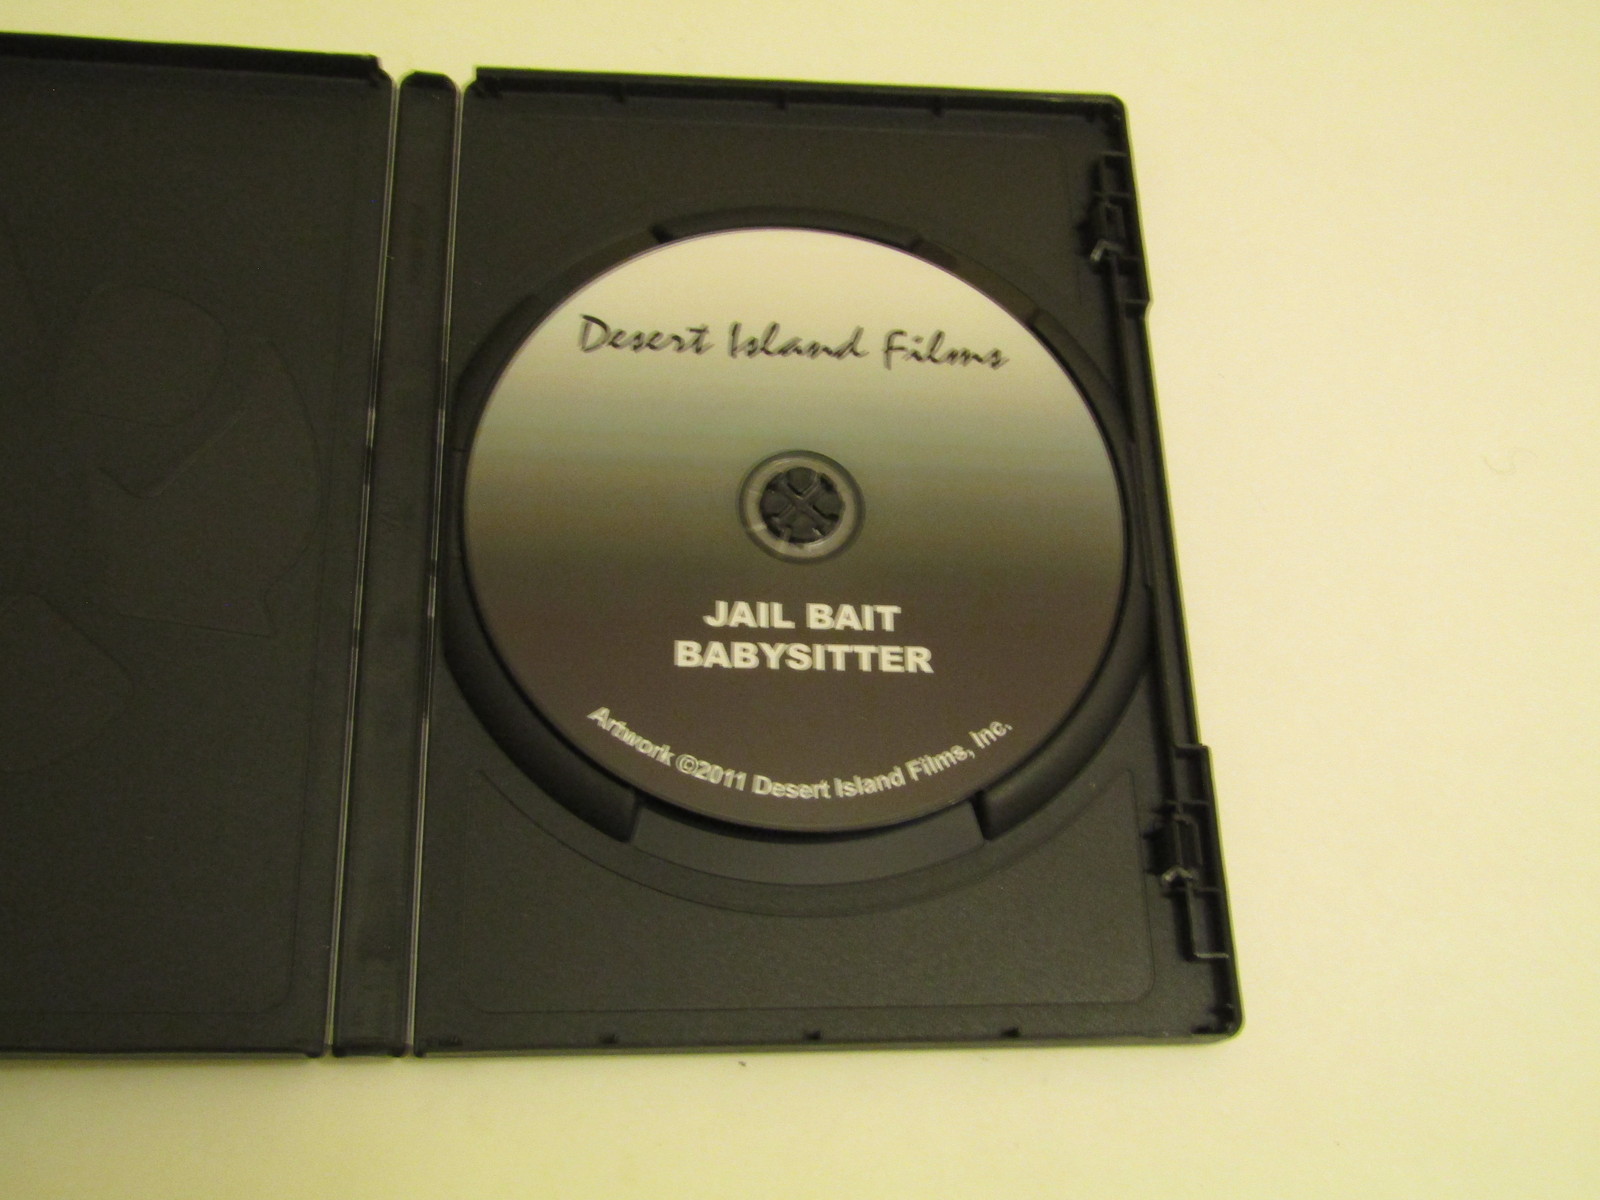 Desert Island Films
JAIL BAIT
BABYSITTER
Artwork ©2011 Desert Island Films, Inc.